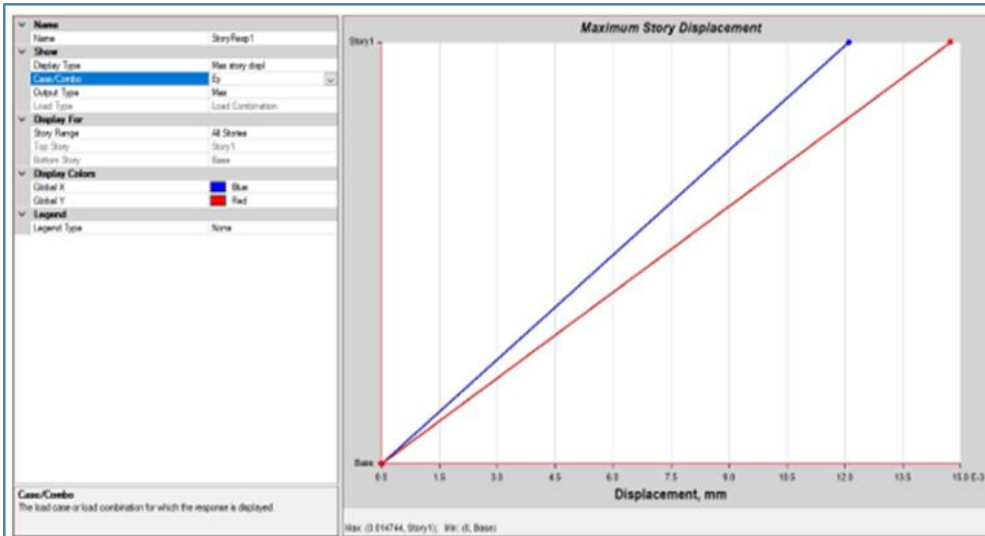 Name
Name StoryResp1
Show
Display Type Max story displ
Case/Combo Ey
Output Type Max
Load Type Load Combination
Display For
Story Range All Stories
Top Story Story1
Bottom Story Base
Display Colors
Global X Blue
Global Y Red
Legend
Legend Type None
Case/Combo
The load case or load combination for which the response is displayed.
Maximum Story Displacement
Story1
Base
0.0 1.5 3.0 4.5 6.0 7.5 9.0 10.5 12.0 13.5 15.0 E-3
Displacement, mm
Max: (0.014744, Story1); Min: (0, Base)